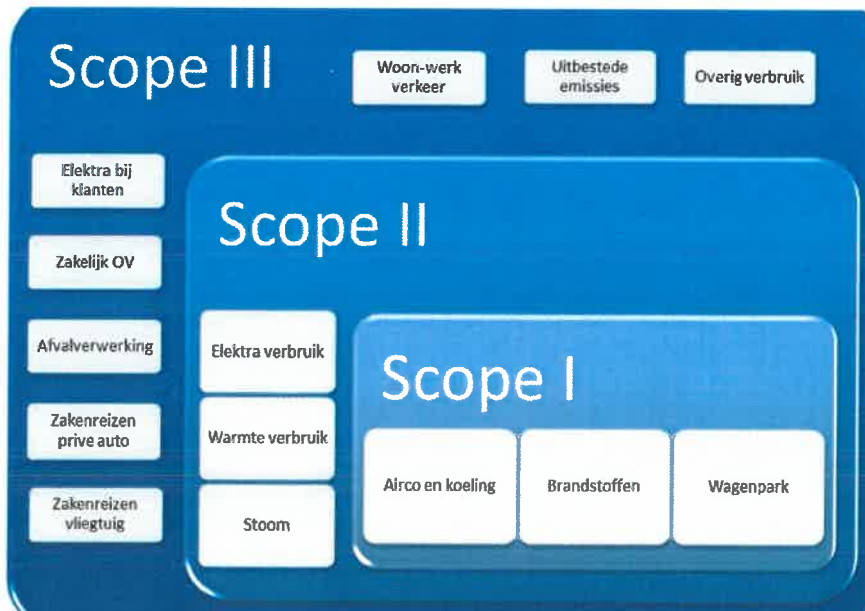 Scope III
Woon-werk
verkeer
Uitbestede
emissies
Overig verbruik
Elektra bij
klanten
Zakelijk OV
Afvalverwerking
Zakenreizen
prive auto
Zakenreizen
vliegtuig
Scope II
Elektra verbruik
Warmte verbruik
Stoom
Scope I
Airco en koeling
Brandstoffen
Wagenpark